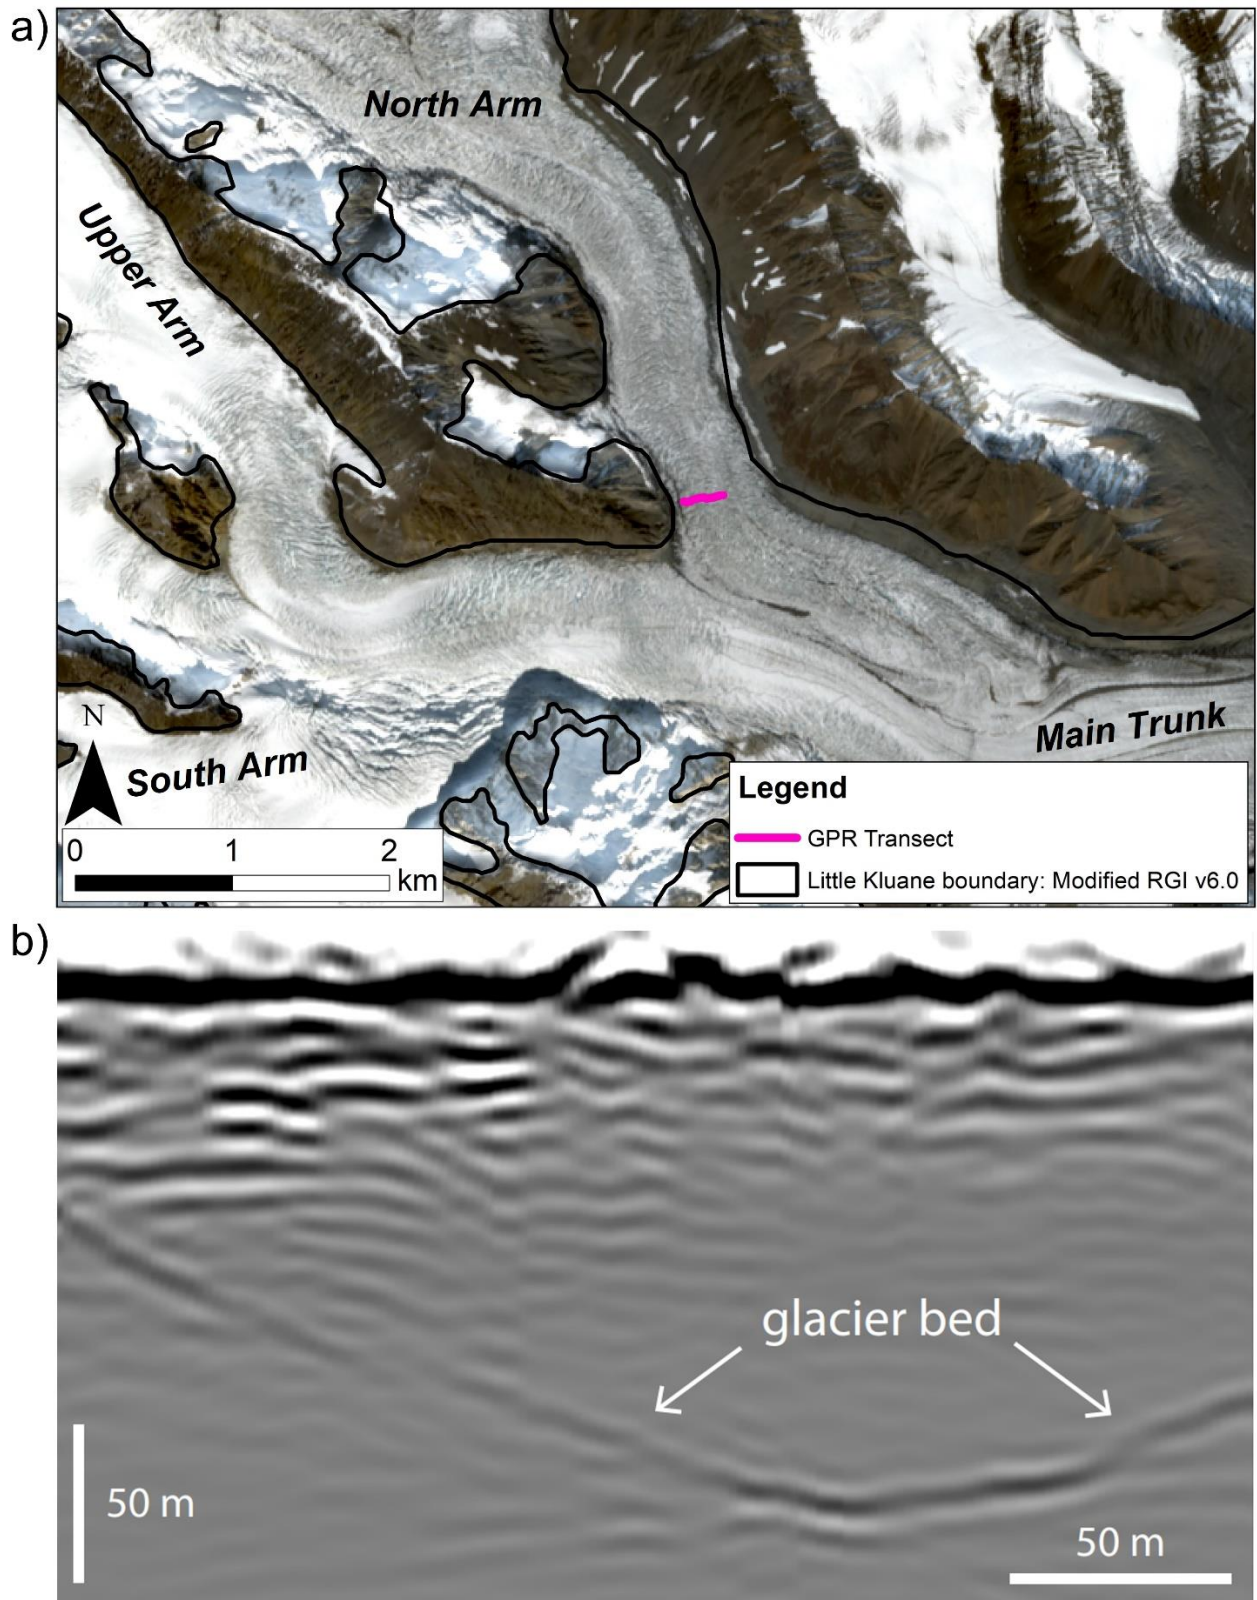 a)
North Arm
Upper Arm
N
South Arm
Main Trunk
0 1 2
km
Legend
GPR Transect
Little Kluane boundary: Modified RGI v6.0
b)
glacier bed
50 m
50 m